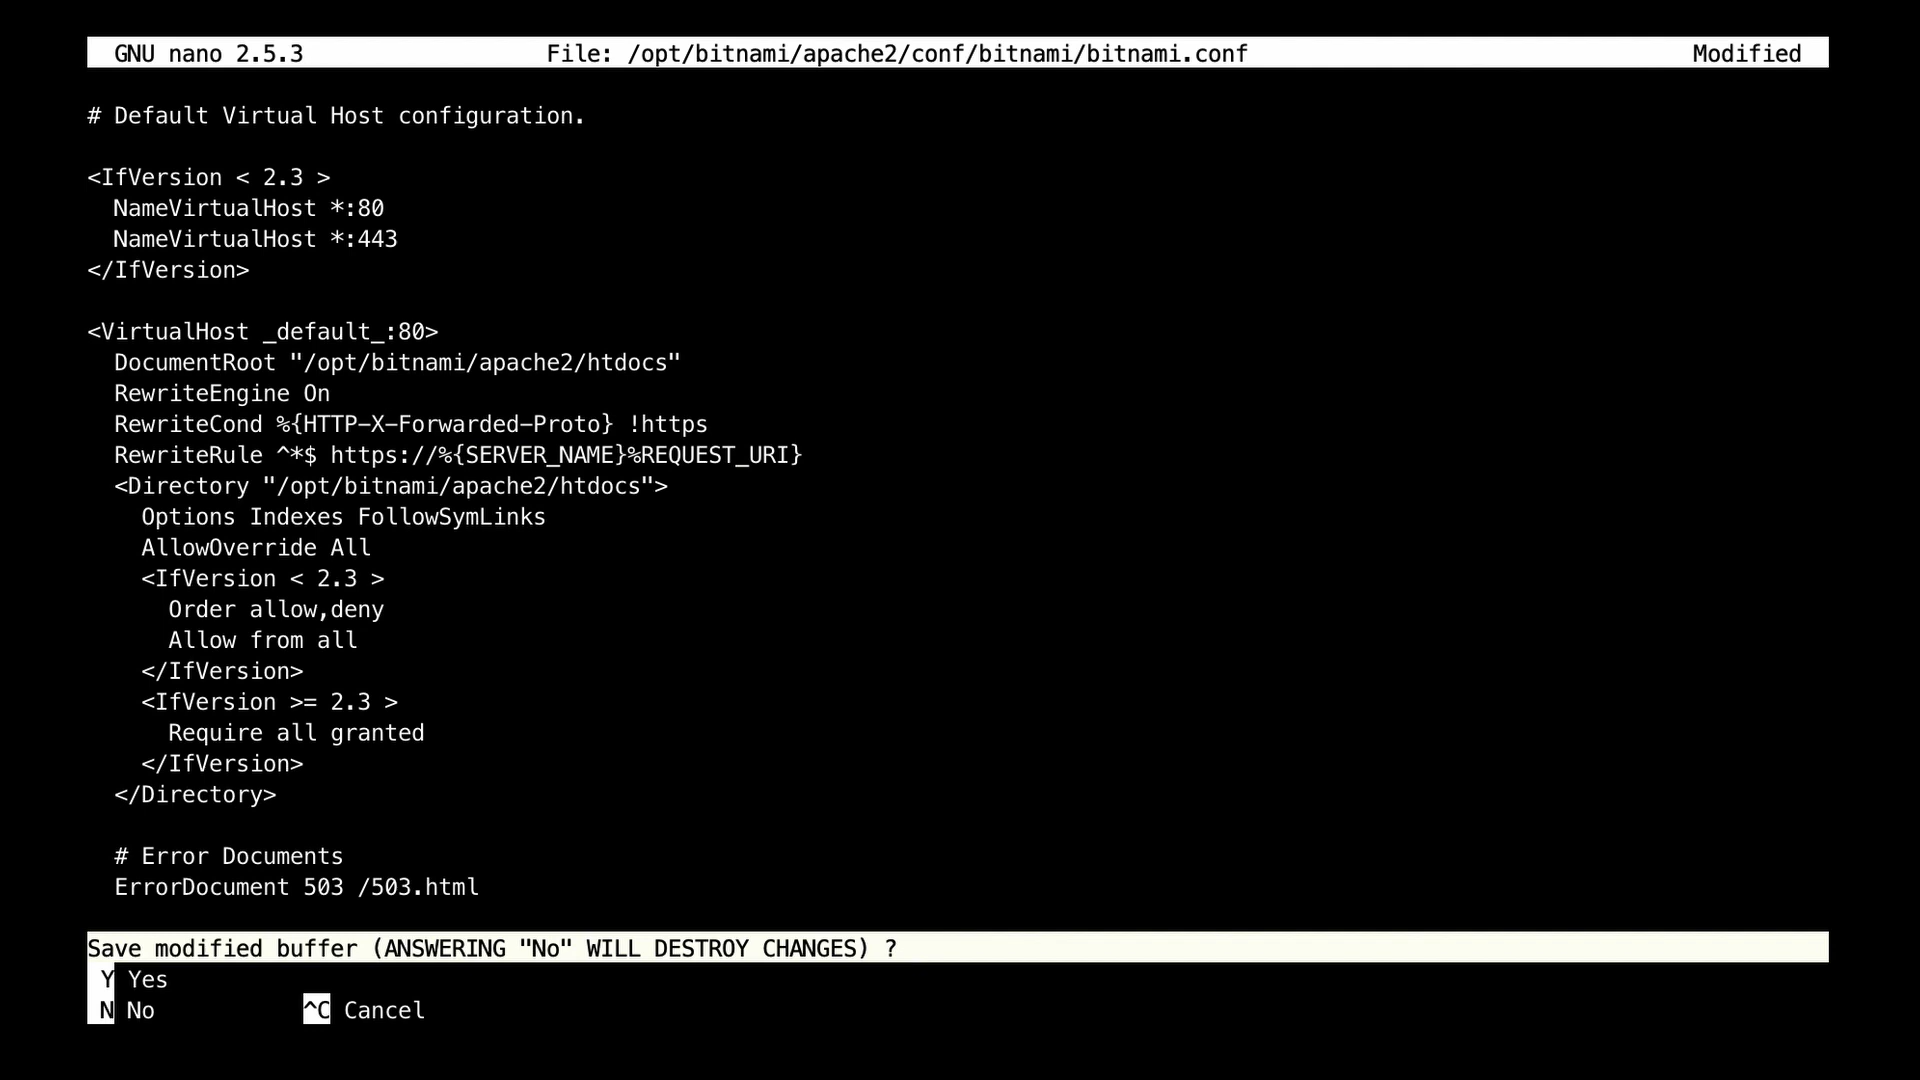 GNU nano 2.5.3 File: /opt/bitnami/apache2/conf/bitnami/bitnami.conf Modified
# Default Virtual Host configuration.
<IfVersion < 2.3 >
  NameVirtualHost *:80
  NameVirtualHost *:443
</IfVersion>
<VirtualHost _default_:80>
  DocumentRoot "/opt/bitnami/apache2/htdocs"
  RewriteEngine On
  RewriteCond %{HTTP-X-Forwarded-Proto} !https
  RewriteRule ^*$ https://%{SERVER_NAME}%REQUEST_URI}
  <Directory "/opt/bitnami/apache2/htdocs">
    Options Indexes FollowSymLinks
    AllowOverride All
    <IfVersion < 2.3 >
      Order allow,deny
      Allow from all
    </IfVersion>
    <IfVersion >= 2.3 >
      Require all granted
    </IfVersion>
  </Directory>
  # Error Documents
  ErrorDocument 503 /503.html
Save modified buffer (ANSWERING "No" WILL DESTROY CHANGES) ?
Y Yes
N No ^C Cancel